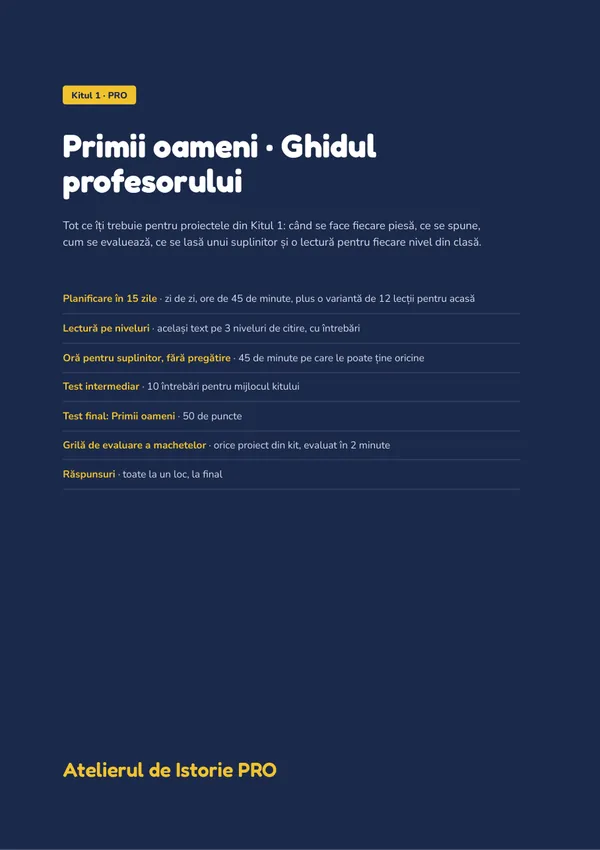 Kitul 1 · PRO
Primii oameni · Ghidul
profesorului
Tot ce îți trebuie pentru proiectele din Kitul 1: când se face fiecare piesă, ce se spune,
cum se evaluează, ce se lasă unui suplinitor și o lectură pentru fiecare nivel din clasă.
Planificare în 15 zile · zi de zi, ore de 45 de minute, plus o variantă de 12 lecții pentru acasă
Lectură pe niveluri · același text pe 3 niveluri de citire, cu întrebări
Oră pentru suplinitor, fără pregătire · 45 de minute pe care le poate ține oricine
Test intermediar · 10 întrebări pentru mijlocul kitului
Test final: Primii oameni · 50 de puncte
Grilă de evaluare a machetelor · orice proiect din kit, evaluat în 2 minute
Răspunsuri · toate la un loc, la final
Atelierul de Istorie PRO